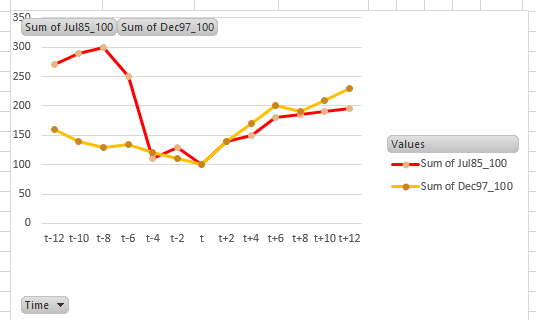 350
Sum of Jul85_100 Sum of Dec97_100
300
250
200
150
100
50
0
t-12 t-10 t-8 t-6 t-4 t-2 t t+2 t+4 t+6 t+8 t+10 t+12
Values
Sum of Jul85_100
Sum of Dec97_100
Time